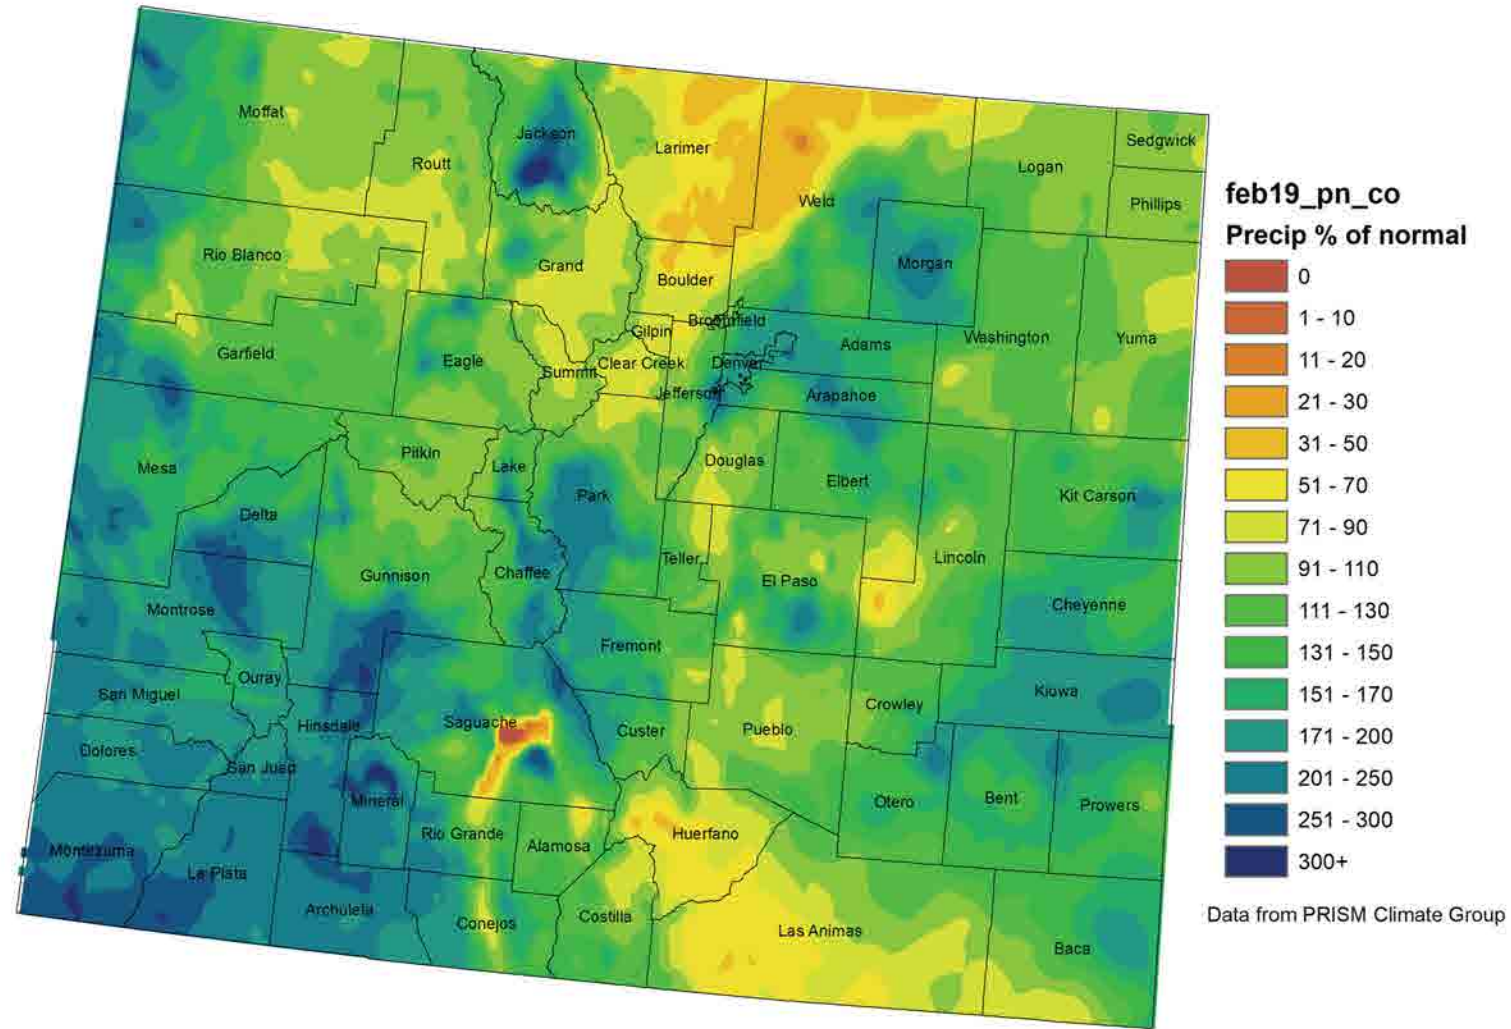 Moffat
Routt
Jackson
Larimer
Weld
Logan
Sedgwick
Phillips
Rio Blanco
Grand
Boulder
Morgan
Broomfield
Gilpin
Garfield
Eagle
Summit
Clear Creek
Denver
Adams
Washington
Yuma
Jefferson
Arapahoe
Mesa
Pitkin
Lake
Park
Douglas
Elbert
Kit Carson
Delta
Gunnison
Chaffee
Teller
El Paso
Lincoln
Cheyenne
Montrose
Ouray
Fremont
San Miguel
Hinsdale
Saguache
Custer
Pueblo
Crowley
Kiowa
Dolores
San Juan
Mineral
Rio Grande
Alamosa
Huerfano
Otero
Bent
Prowers
Montezuma
La Plata
Archuleta
Conejos
Costilla
Las Animas
Baca
feb19_pn_co
Precip % of normal
0
1 - 10
11 - 20
21 - 30
31 - 50
51 - 70
71 - 90
91 - 110
111 - 130
131 - 150
151 - 170
171 - 200
201 - 250
251 - 300
300+
Data from PRISM Climate Group